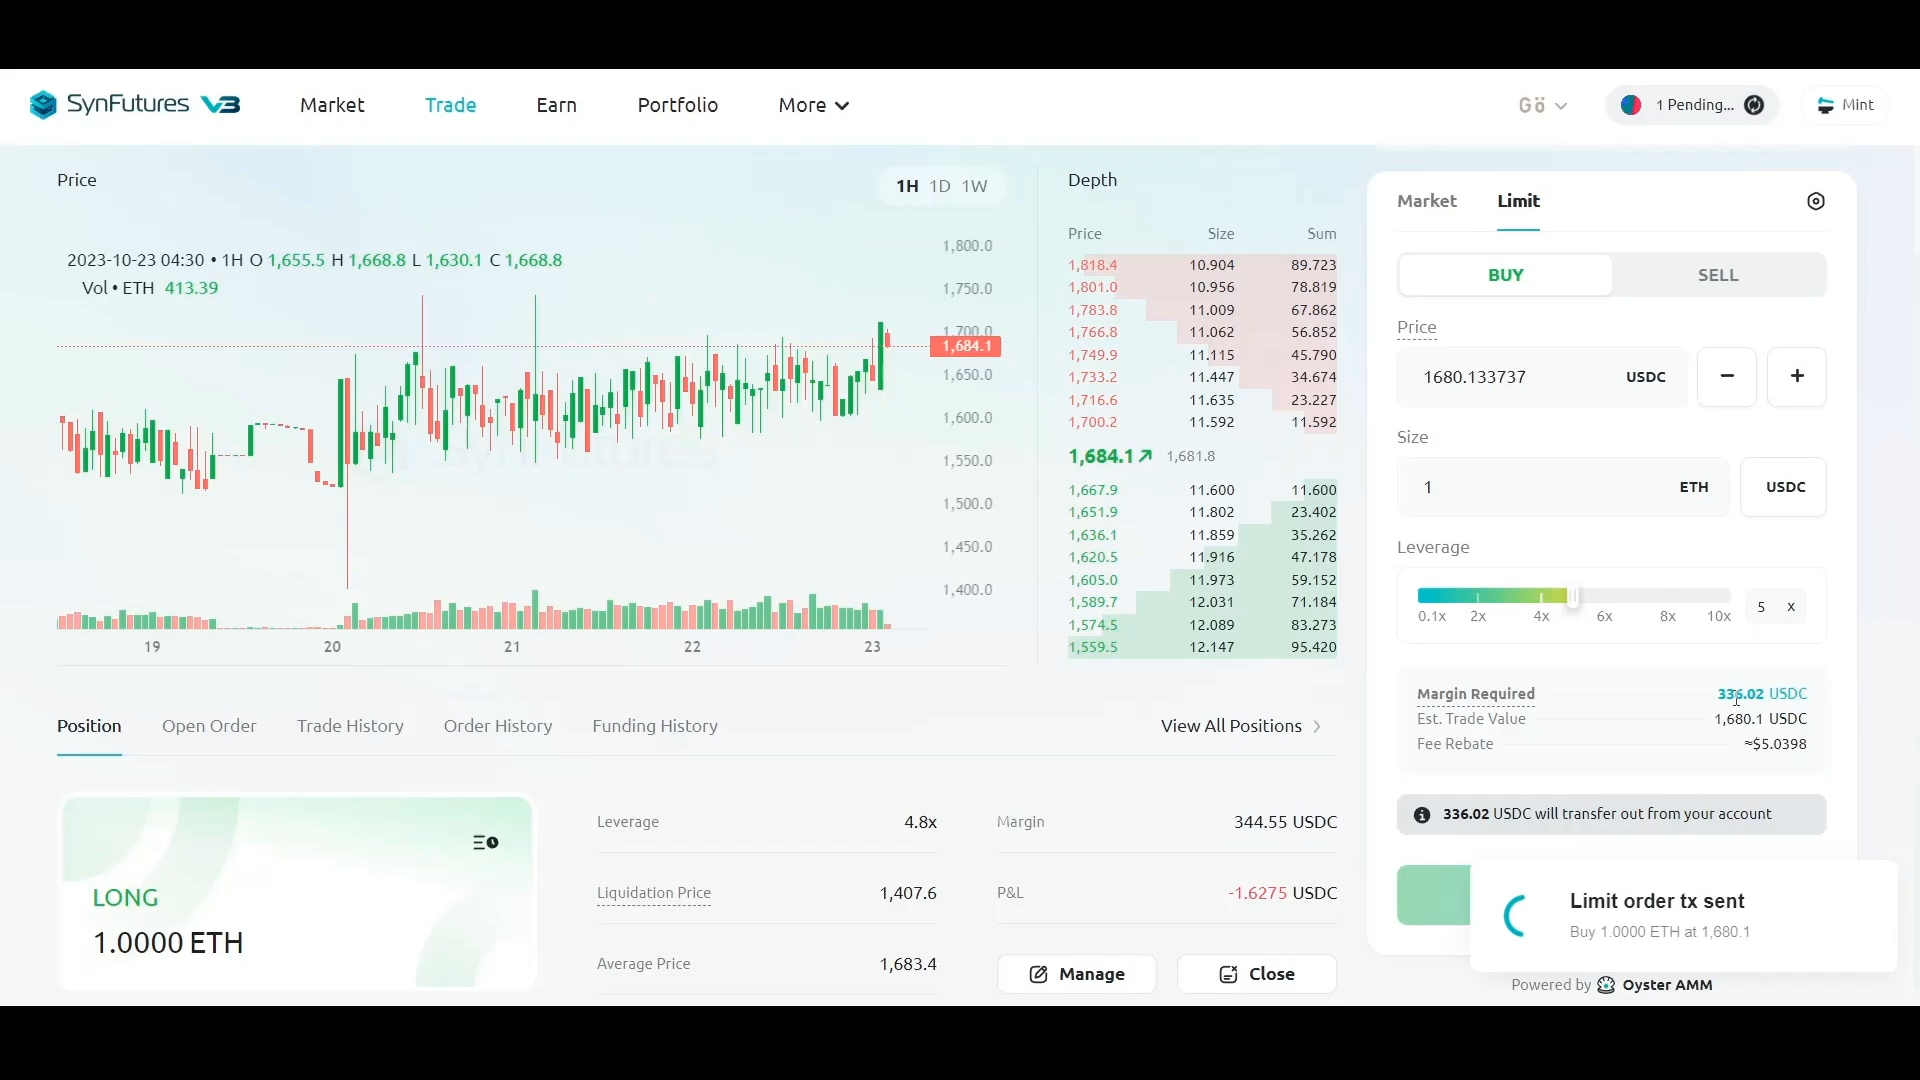 SynFutures V3 Market Trade Earn Portfolio More Gö 1 Pending... Mint
Price
1H 1D 1W
2023-10-23 04:30 • 1H O 1,655.5 H 1,668.8 L 1,630.1 C 1,668.8
Vol • ETH 413.39
1,800.0
1,750.0
1,700.0
1,684.1
1,650.0
1,600.0
1,550.0
1,500.0
1,450.0
1,400.0
19 20 21 22 23
SynFutures
Depth
Price Size Sum
1,818.4 10.904 89.723
1,801.0 10.956 78.819
1,783.8 11.009 67.862
1,766.8 11.062 56.852
1,749.9 11.115 45.790
1,733.2 11.447 34.674
1,716.6 11.635 23.227
1,700.2 11.592 11.592
1,684.1 1,681.8
1,667.9 11.600 11.600
1,651.9 11.802 23.402
1,636.1 11.859 35.262
1,620.5 11.916 47.178
1,605.0 11.973 59.152
1,589.7 12.031 71.184
1,574.5 12.089 83.273
1,559.5 12.147 95.420
Market Limit
BUY SELL
Price
1680.133737 USDC − +
Size
1 ETH USDC
Leverage
0.1x 2x 4x 6x 8x 10x 5 x
Margin Required 336.02 USDC
Est. Trade Value 1,680.1 USDC
Fee Rebate ≈$5.0398
336.02 USDC will transfer out from your account
Limit order tx sent
Buy 1.0000 ETH at 1,680.1
Powered by Oyster AMM
Position Open Order Trade History Order History Funding History View All Positions
LONG
1.0000 ETH
Leverage 4.8x
Liquidation Price 1,407.6
Average Price 1,683.4
Margin 344.55 USDC
P&L -1.6275 USDC
Manage Close